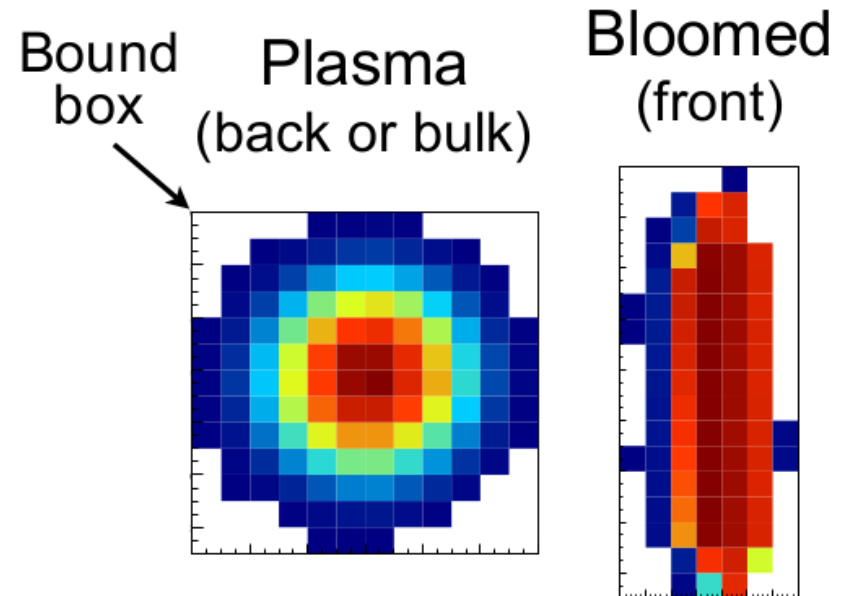 Bound
box
Plasma
(back or bulk)
Bloomed
(front)